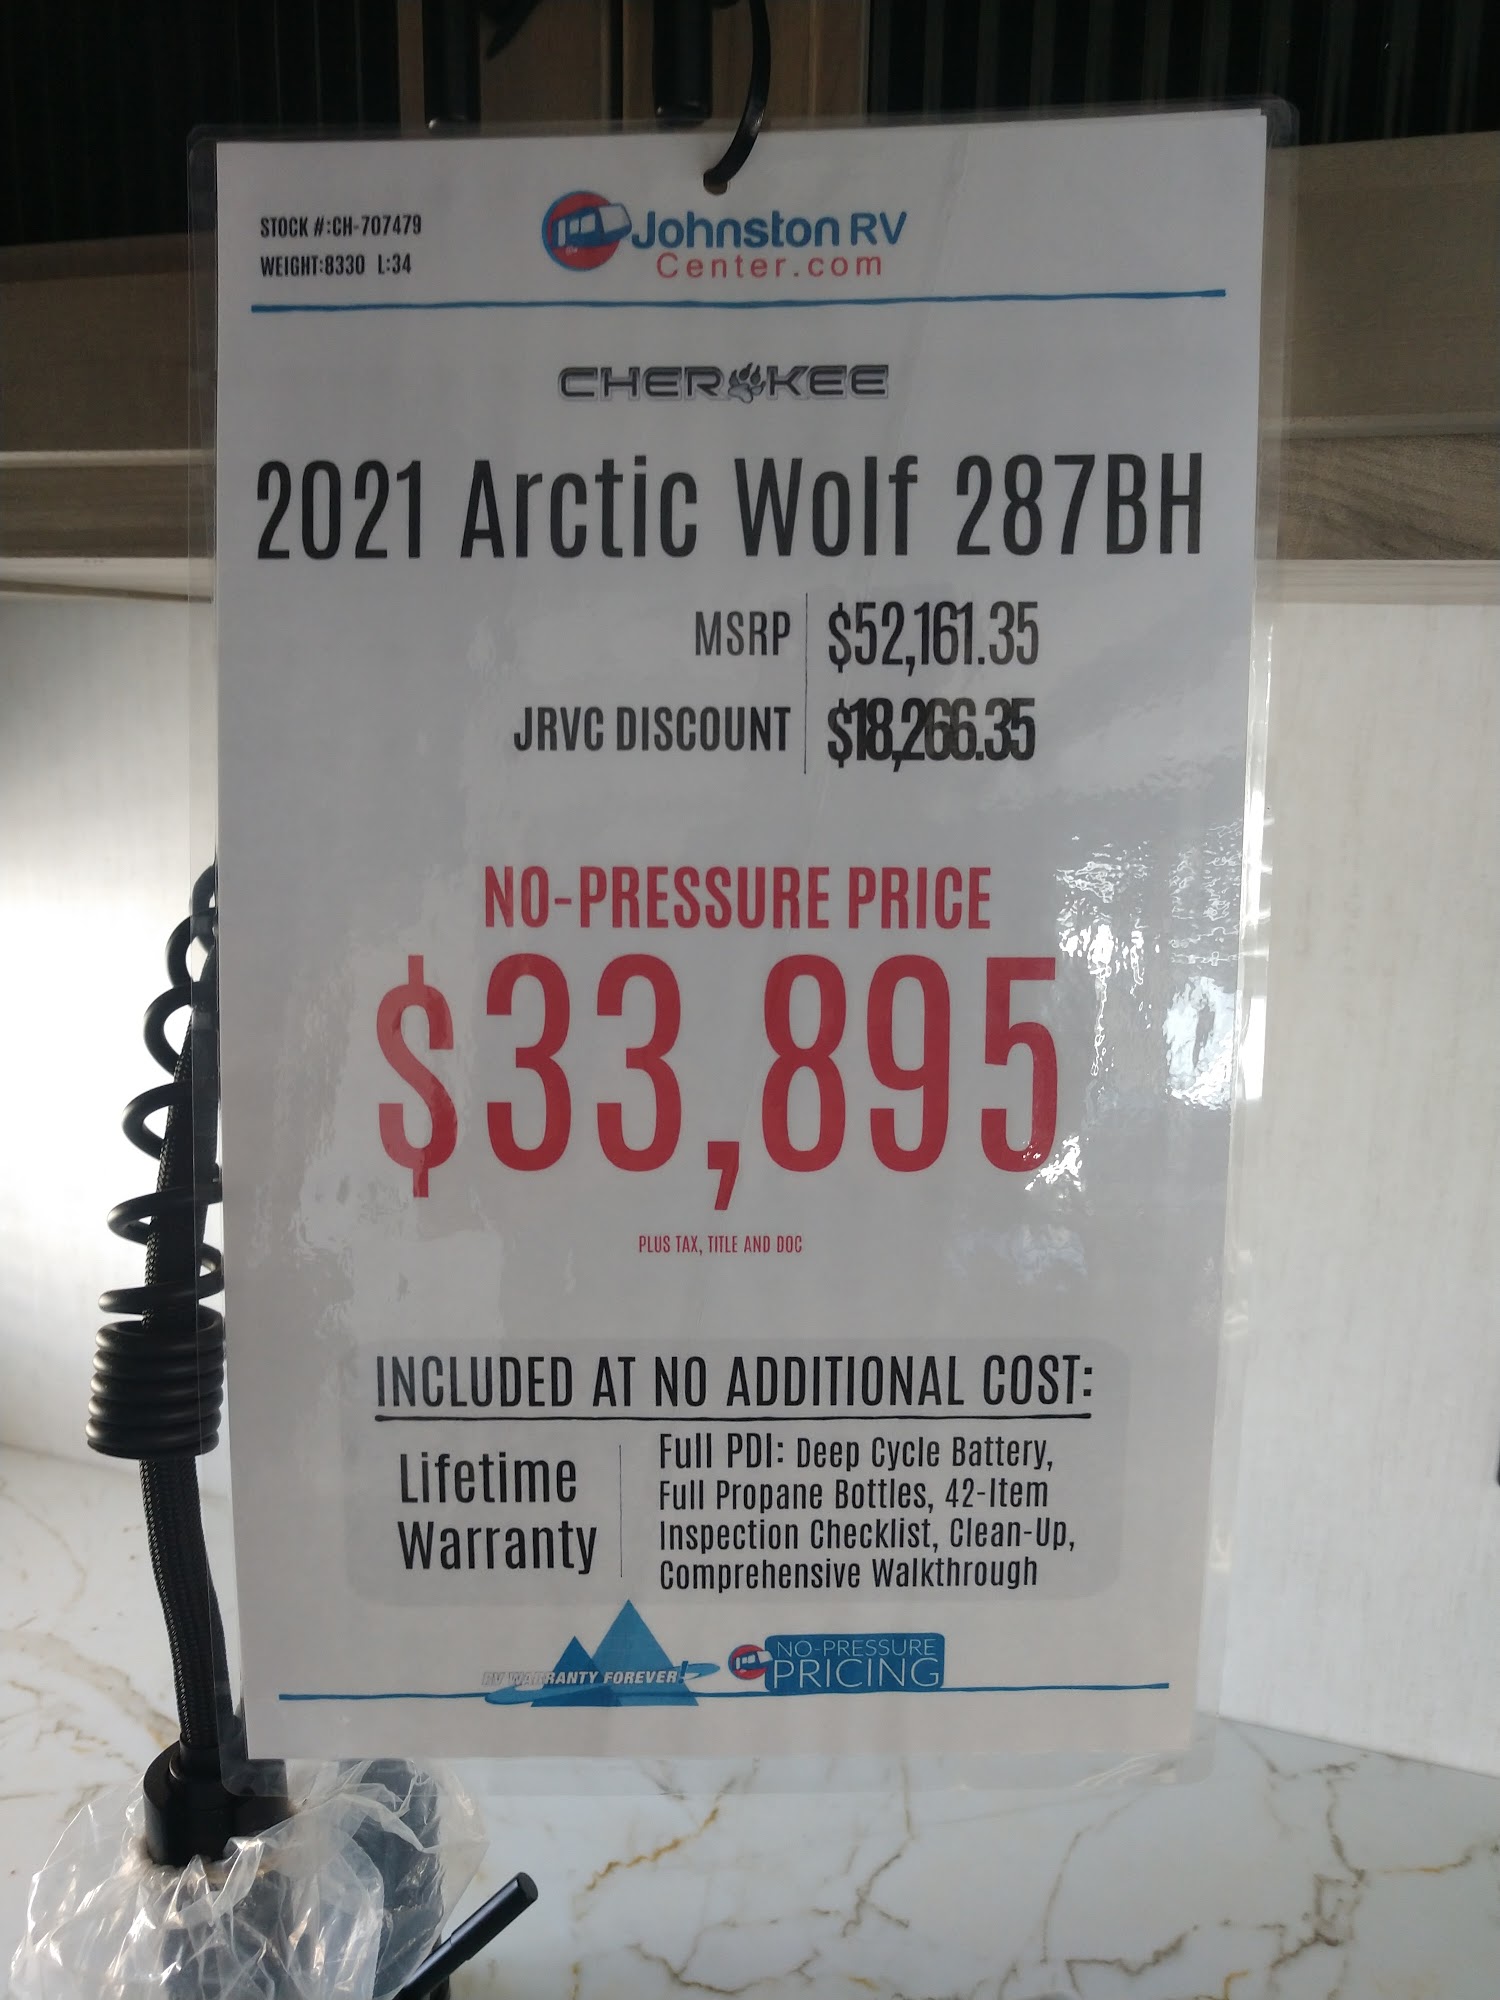 STOCK #:CH-707479
WEIGHT:8330 L:34
Johnston RV
Center.com
CHEROKEE
2021 Arctic Wolf 287BH
MSRP $52,161.35
JRVC DISCOUNT $18,266.35
NO-PRESSURE PRICE
$33,895
PLUS TAX, TITLE AND DOC
INCLUDED AT NO ADDITIONAL COST:
Lifetime
Warranty
Full PDI: Deep Cycle Battery,
Full Propane Bottles, 42-Item
Inspection Checklist, Clean-Up,
Comprehensive Walkthrough
RV WARRANTY FOREVER!
NO-PRESSURE
PRICING